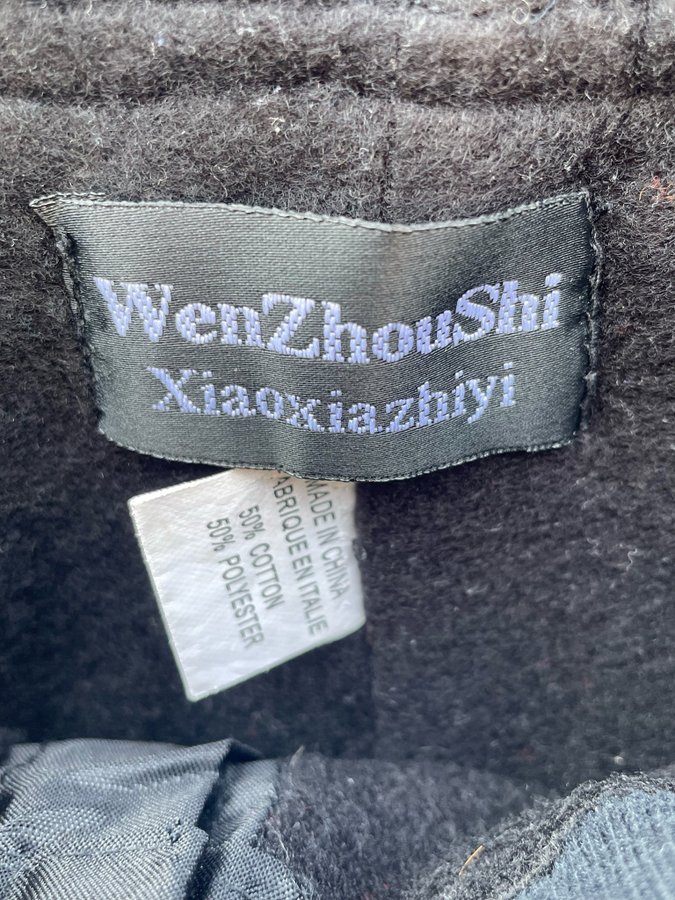 WenZhouShi
Xiaoxiazhiyi
MADE IN CHINA
FABRIQUE EN ITALIE
50% COTTON
50% POLYESTER